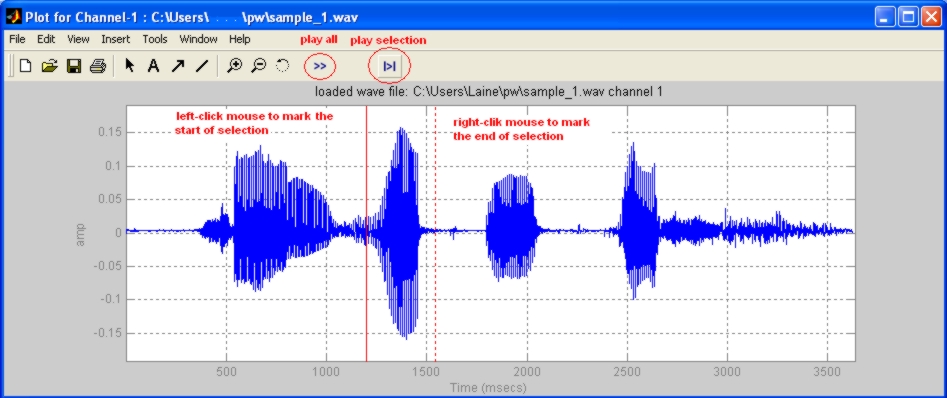 Plot for Channel-1 : C:\Users\ . . . \pw\sample_1.wav
File Edit View Insert Tools Window Help
play all play selection
A >> |>|
loaded wave file: C:\Users\Laine\pw\sample_1.wav channel 1
left-click mouse to mark the
start of selection
right-clik mouse to mark
the end of selection
0.15
0.1
0.05
0
-0.05
-0.1
-0.15
amp
500 1000 1500 2000 2500 3000 3500
Time (msecs)